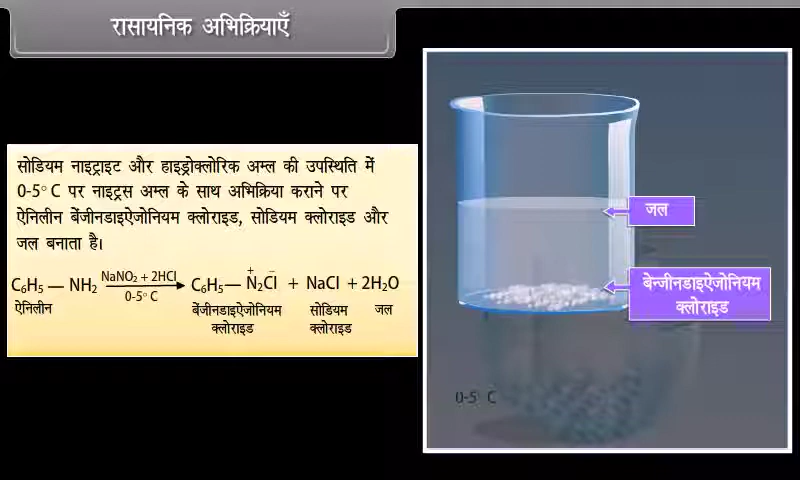 रासायनिक अभिक्रियाएँ
सोडियम नाइट्राइट और हाइड्रोक्लोरिक अम्ल की उपस्थिति में
0-5° C पर नाइट्रस अम्ल के साथ अभिक्रिया कराने पर
ऐनिलीन बेंजीनडाइऐजोनियम क्लोराइड, सोडियम क्लोराइड और
जल बनाता है।
NaNO₂ + 2HCl
C₆H₅ — NH₂ → C₆H₅— N⁺₂Cl⁻ + NaCl + 2H₂O
0-5° C
ऐनिलीन बेंजीनडाइऐजोनियम सोडियम जल
क्लोराइड क्लोराइड
जल
बेन्जीनडाइऐजोनियम
क्लोराइड
0-5° C